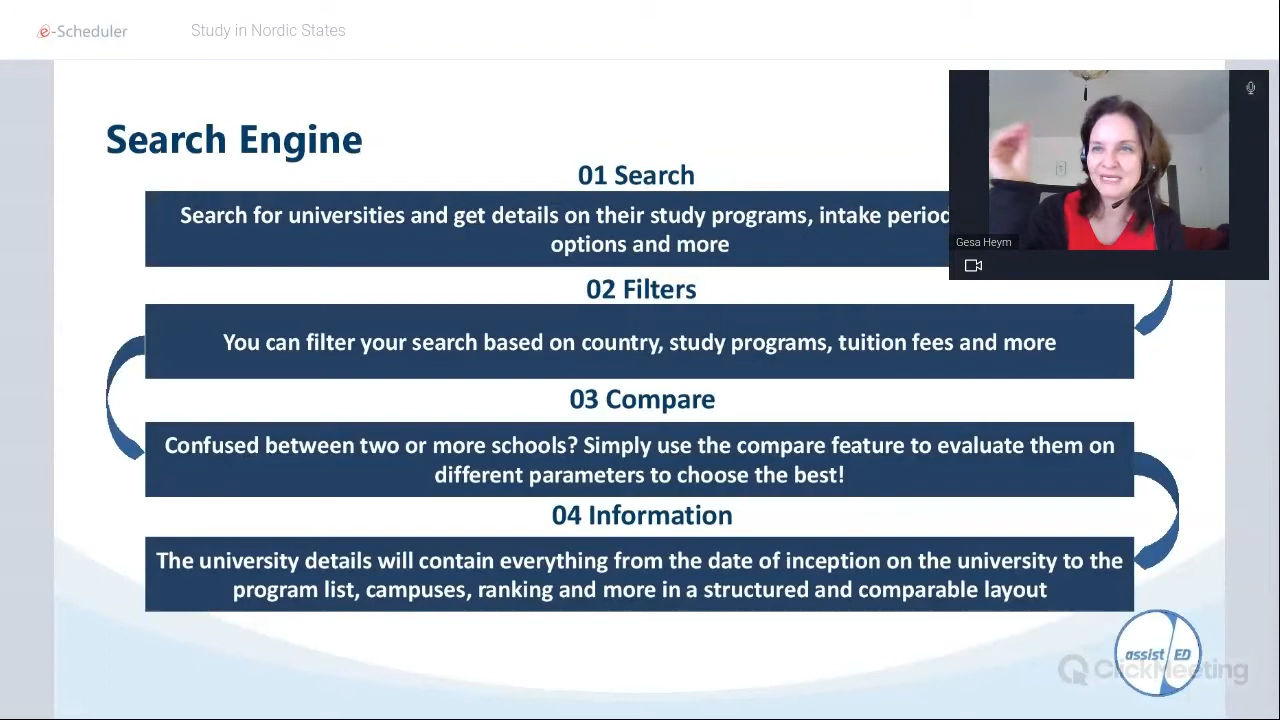 e-Scheduler
Study in Nordic States
Search Engine
01 Search
Search for universities and get details on their study programs, intake
options and more
Gesa Heym
02 Filters
You can filter your search based on country, study programs, tuition fees and more
03 Compare
Confused between two or more schools? Simply use the compare feature to evaluate them on
different parameters to choose the best!
04 Information
The university details will contain everything from the date of inception on the university to the
program list, campuses, ranking and more in a structured and comparable layout
assist ED
ClickMeeting